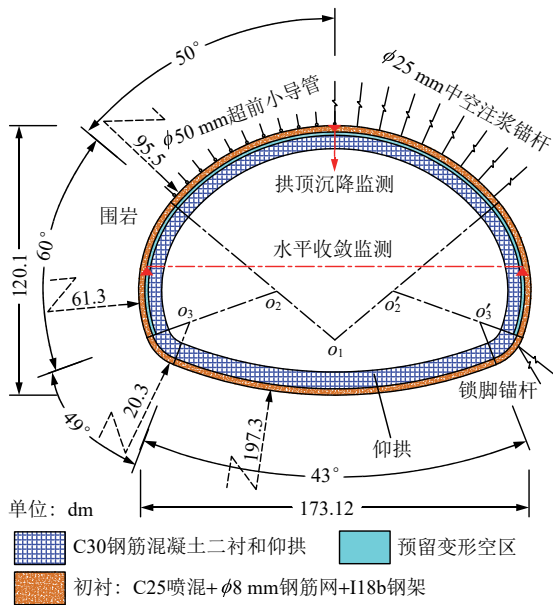 50°
ϕ50 mm超前小导管
ϕ25 mm中空注浆锚杆
95.5
拱顶沉降监测
围岩
60°
120.1
水平收敛监测
61.3
o₂
o₂′
o₃
o₃′
o₁
锁脚锚杆
49°
20.3
197.3
仰拱
43°
173.12
单位：dm
C30钢筋混凝土二衬和仰拱
预留变形空区
初衬：C25喷混+ϕ8 mm钢筋网+I18b钢架